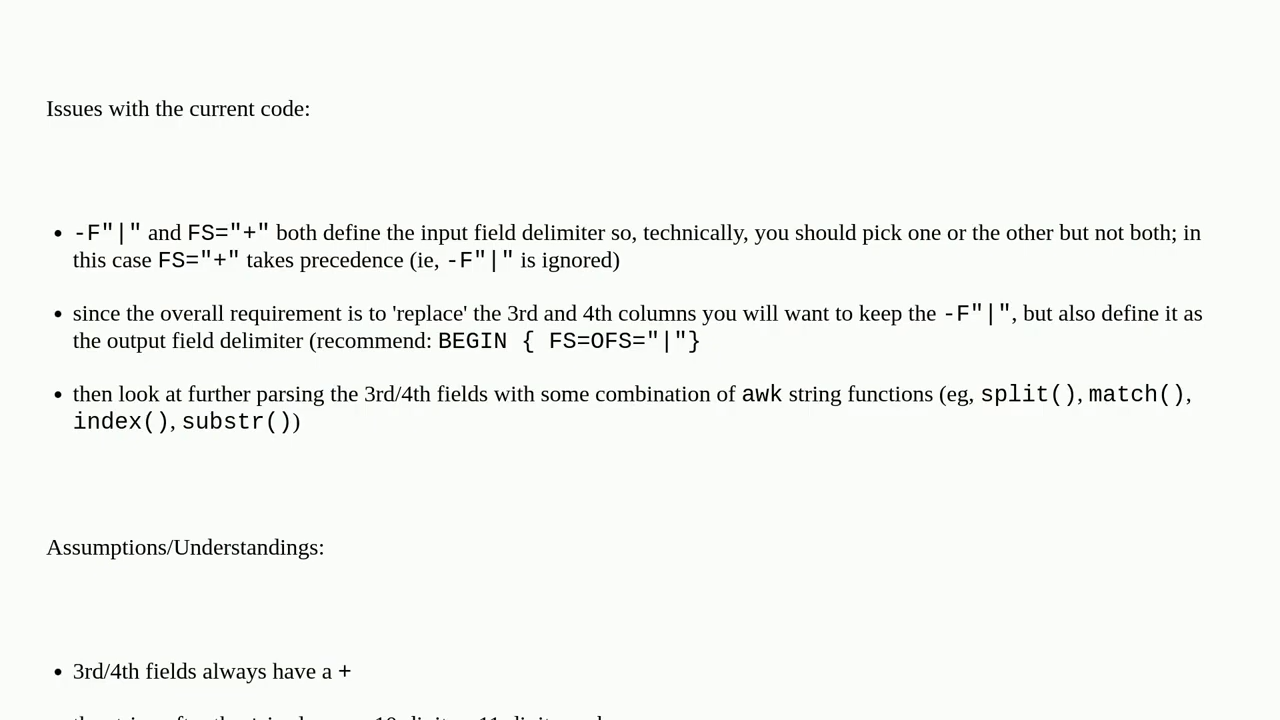 Issues with the current code:
-F"|" and FS="+" both define the input field delimiter so, technically, you should pick one or the other but not both; in
this case FS="+" takes precedence (ie, -F"|" is ignored)
since the overall requirement is to 'replace' the 3rd and 4th columns you will want to keep the -F"|", but also define it as
the output field delimiter (recommend: BEGIN { FS=OFS="|"}
then look at further parsing the 3rd/4th fields with some combination of awk string functions (eg, split(), match(),
index(), substr())
Assumptions/Understandings:
3rd/4th fields always have a +